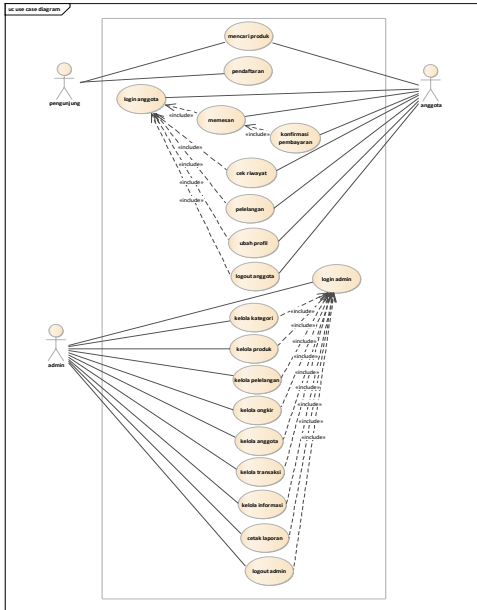 uc use case diagram
mencari produk
pendaftaran
pengunjung
anggota
login anggota
memesan
«include»
konfirmasi
pembayaran
«include»
«include»
cek riwayat
«include»
«include»
«include»
«include»
pelelangan
ubah profil
logout anggota
login admin
admin
kelola kategori
«include»
kelola produk
«include»
«include»
kelola pelelangan
«include»
«include»
kelola ongkir
«include»
«include»
kelola anggota
«include»
«include»
kelola transaksi
kelola informasi
cetak laporan
logout admin